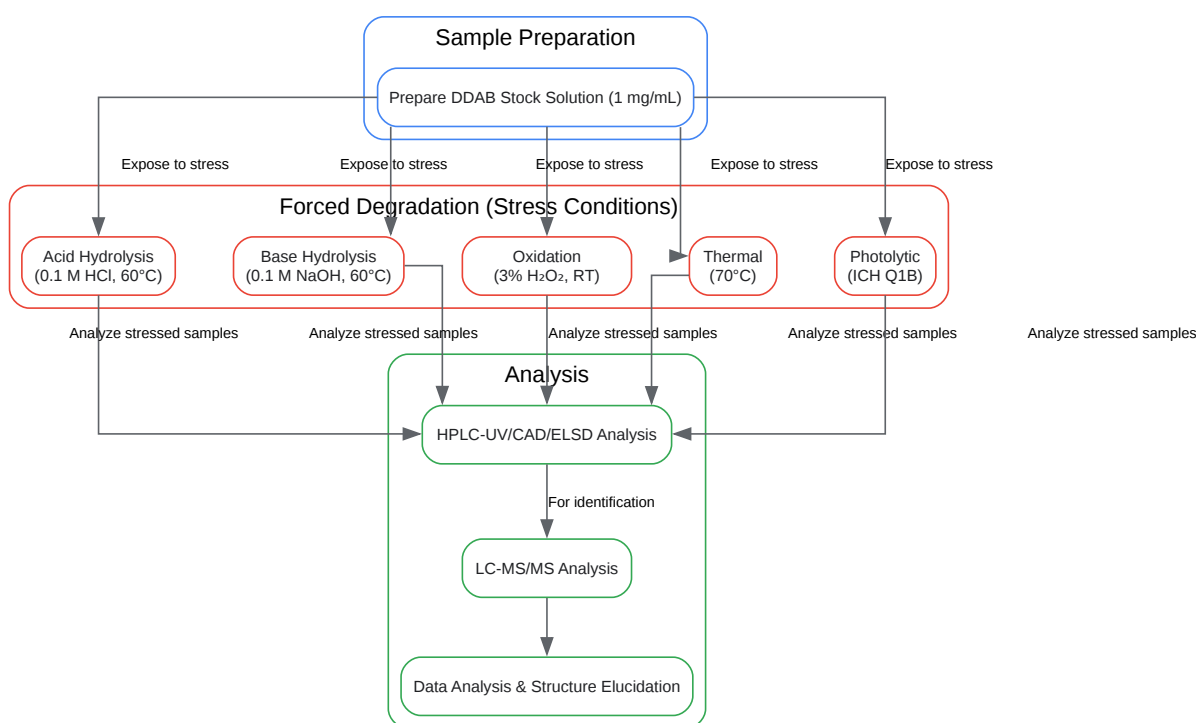 Sample Preparation
Prepare DDAB Stock Solution (1 mg/mL)
Expose to stress
Expose to stress
Expose to stress
Expose to stress
Expose to stress
Forced Degradation (Stress Conditions)
Acid Hydrolysis
(0.1 M HCl, 60°C)
Base Hydrolysis
(0.1 M NaOH, 60°C)
Oxidation
(3% H₂O₂, RT)
Thermal
(70°C)
Photolytic
(ICH Q1B)
Analyze stressed samples
Analyze stressed samples
Analyze stressed samples
Analyze stressed samples
Analyze stressed samples
Analysis
HPLC-UV/CAD/ELSD Analysis
For identification
LC-MS/MS Analysis
Data Analysis & Structure Elucidation